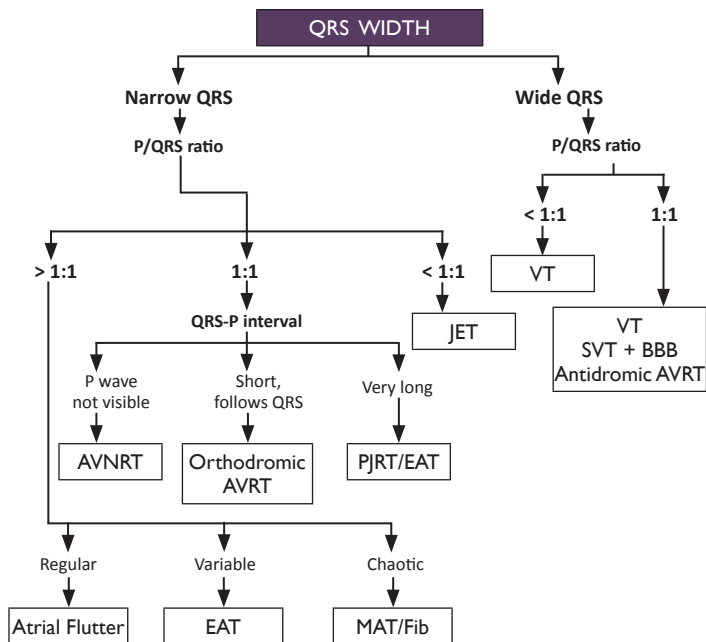 QRS WIDTH
Narrow QRS
Wide QRS
P/QRS ratio
P/QRS ratio
< 1:1
1:1
> 1:1
1:1
< 1:1
VT
QRS-P interval
JET
VT
SVT + BBB
Antidromic AVRT
P wave
not visible
Short,
follows QRS
Very long
AVNRT
Orthodromic
AVRT
PJRT/EAT
Regular
Variable
Chaotic
Atrial Flutter
EAT
MAT/Fib